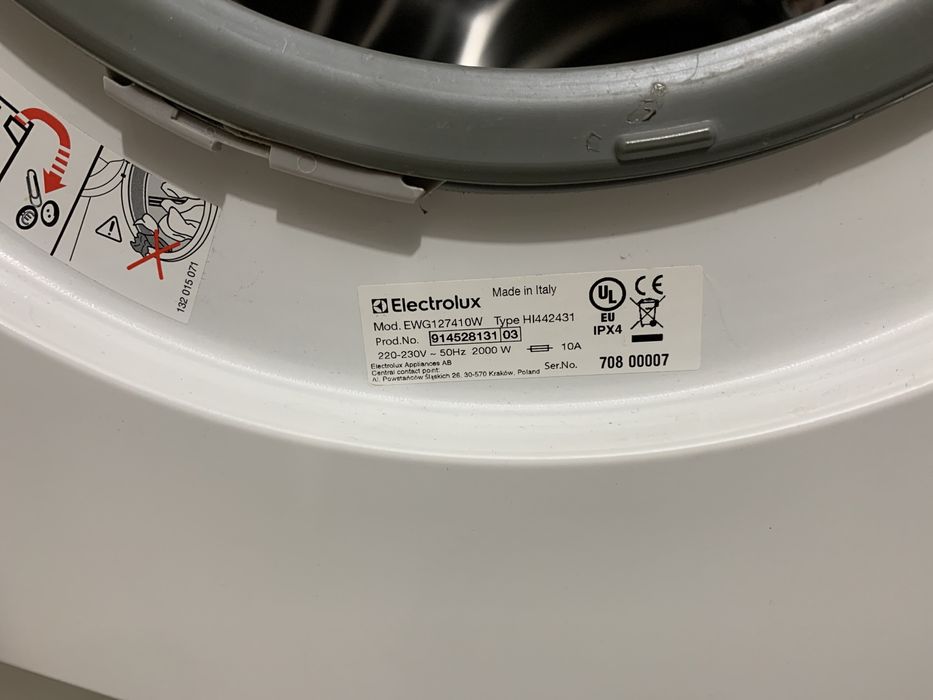 Electrolux Made in Italy
Mod. EWG127410W Type HI442431
Prod.No. 914528131 03
220-230V ~ 50Hz 2000 W 10A
Electrolux Appliances AB
Central contact point:
Al. Powstańców Śląskich 26, 30-570 Kraków, Poland
Ser.No. 708 00007
UL CE
EU
IPX4
132 015 071